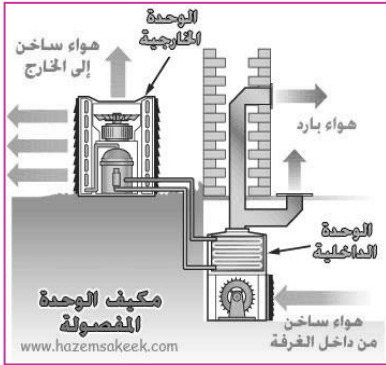 الوحدة
الخارجية
هواء ساخن
إلى الخارج
هواء بارد
الوحدة
الداخلية
مكيف الوحدة
المفصولة
www.hazemsakeek.com
هواء ساخن
من داخل الغرفة